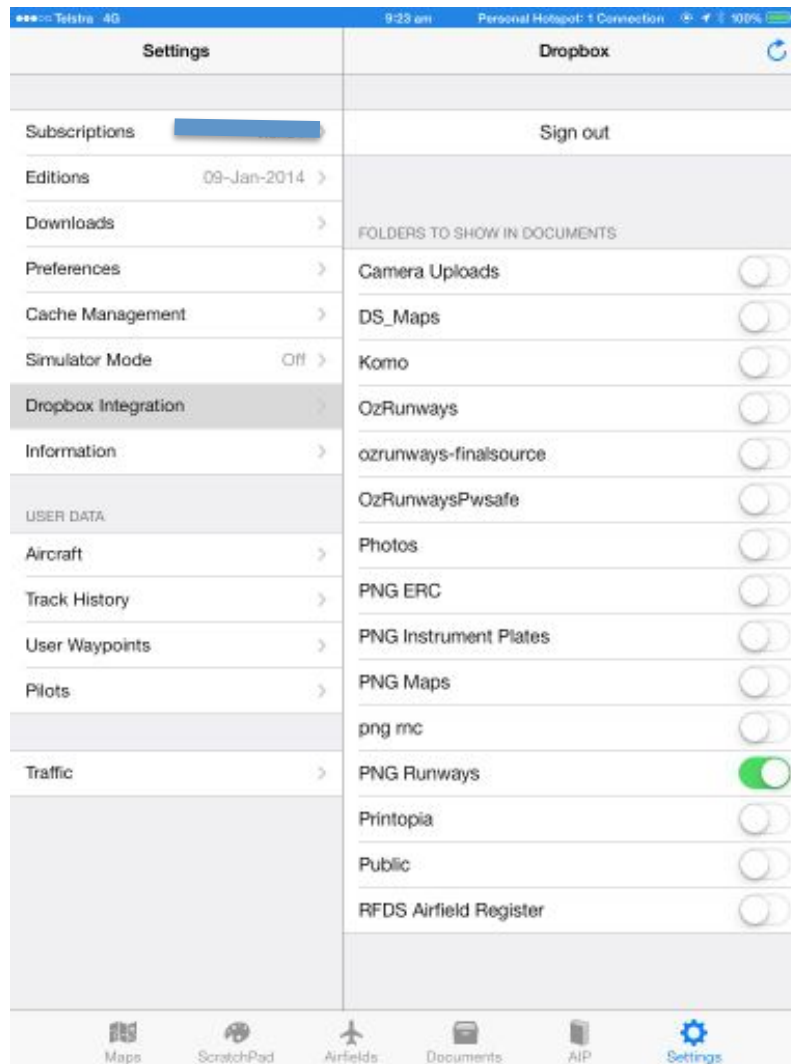 Telstra 4G 9:23 am Personal Hotspot: 1 Connection 100%
Settings
Subscriptions
Editions 09-Jan-2014
Downloads
Preferences
Cache Management
Simulator Mode Off
Dropbox Integration
Information
USER DATA
Aircraft
Track History
User Waypoints
Pilots
Traffic
Dropbox
Sign out
FOLDERS TO SHOW IN DOCUMENTS
Camera Uploads
DS_Maps
Komo
OzRunways
ozrunways-finalsource
OzRunwaysPwsafe
Photos
PNG ERC
PNG Instrument Plates
PNG Maps
png rnc
PNG Runways
Printopia
Public
RFDS Airfield Register
Maps ScratchPad Airfields Documents AIP Settings